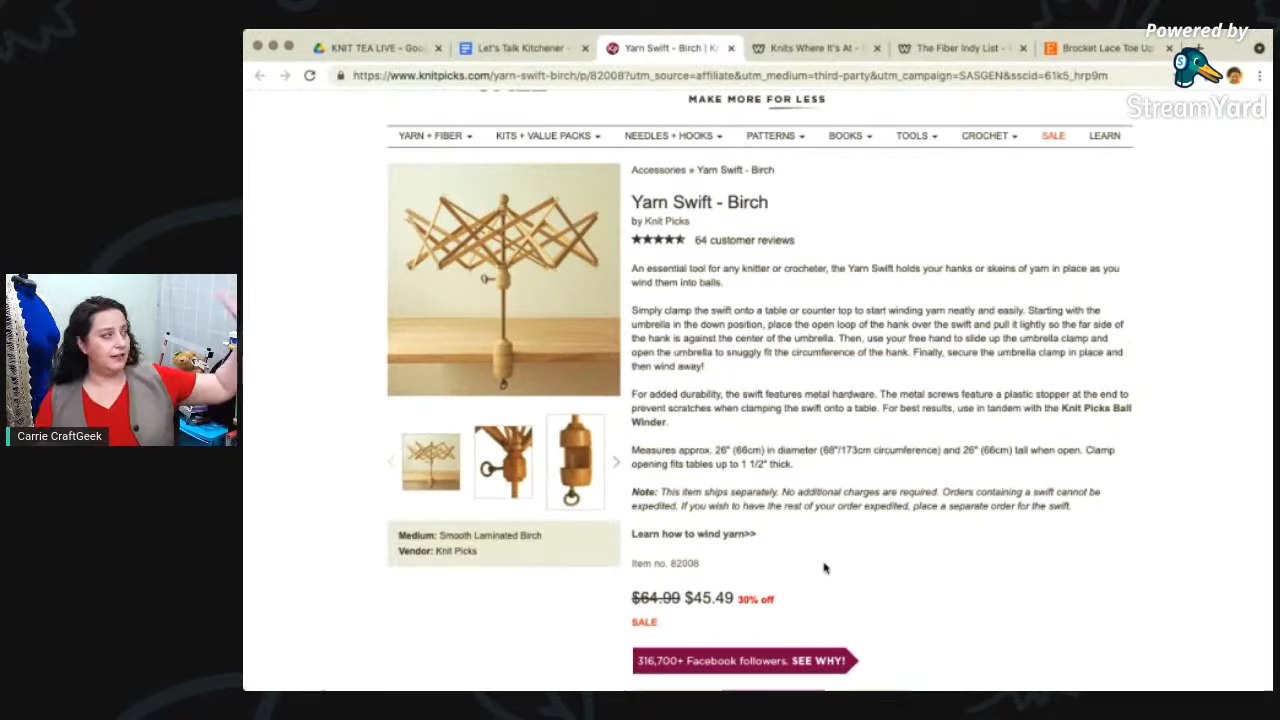 Powered by
StreamYard
KNIT TEA LIVE - Goo
Let's Talk Kitchener -
Yarn Swift - Birch | Kn
Knits Where It's At -
The Fiber Indy List -
Brocket Lace Toe Up
https://www.knitpicks.com/yarn-swift-birch/p/82008?utm_source=affiliate&utm_medium=third-party&utm_campaign=SASGEN&sscid=61k5_hrp9m
MAKE MORE FOR LESS
YARN + FIBER KITS + VALUE PACKS NEEDLES + HOOKS PATTERNS BOOKS TOOLS CROCHET SALE LEARN
Accessories » Yarn Swift - Birch
Yarn Swift - Birch
by Knit Picks
★★★★★ 64 customer reviews
An essential tool for any knitter or crocheter, the Yarn Swift holds your hanks or skeins of yarn in place as you
wind them into balls.
Simply clamp the swift onto a table or counter top to start winding yarn neatly and easily. Starting with the
umbrella in the down position, place the open loop of the hank over the swift and pull it lightly so the far side of
the hank is against the center of the umbrella. Then, use your free hand to slide up the umbrella clamp and
open the umbrella to snuggly fit the circumference of the hank. Finally, secure the umbrella clamp in place and
then wind away!
For added durability, the swift features metal hardware. The metal screws feature a plastic stopper at the end to
prevent scratches when clamping the swift onto a table. For best results, use in tandem with the Knit Picks Ball
Winder.
Measures approx. 26" (66cm) in diameter (68"/173cm circumference) and 26" (66cm) tall when open. Clamp
opening fits tables up to 1 1/2" thick.
Note: This item ships separately. No additional charges are required. Orders containing a swift cannot be
expedited. If you wish to have the rest of your order expedited, place a separate order for the swift.
Learn how to wind yarn>>
Item no. 82008
$64.99 $45.49 30% off
SALE
316,700+ Facebook followers. SEE WHY!
Medium: Smooth Laminated Birch
Vendor: Knit Picks
Carrie CraftGeek